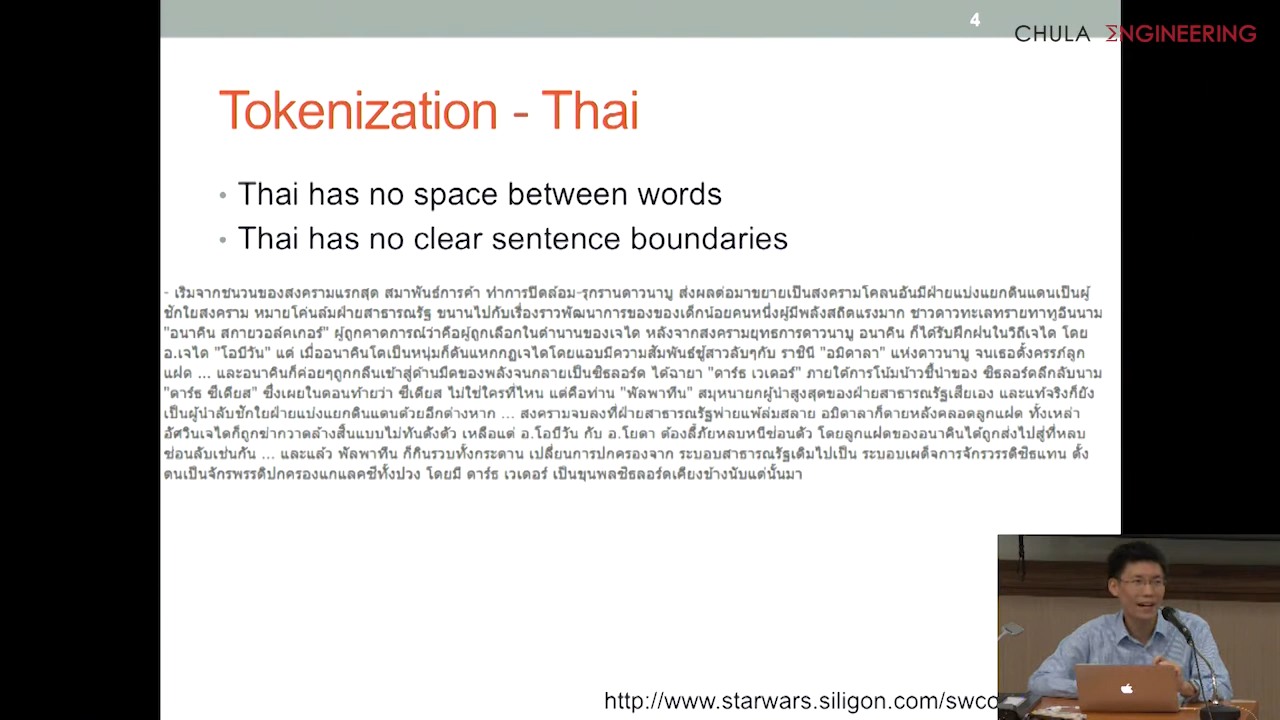 4
CHULA ΣNGINEERING
Tokenization - Thai
• Thai has no space between words
• Thai has no clear sentence boundaries
- เริ่มจากชนวนของสงครามแรกสุด สมาพันธ์การค้า ทำการปิดล้อม-รุกรานดาวนาบู ส่งผลต่อมาขยายเป็นสงครามโคลนอันมีฝ่ายแบ่งแยกดินแดนเป็นผู้
ชักใยสงคราม หมายโค่นล้มฝ่ายสาธารณรัฐ ขนานไปกับเรื่องราวพัฒนาการของของเด็กน้อยคนหนึ่งผู้มีพลังสถิตแรงมาก ชาวดาวทะเลทรายทาทูอีนนาม
"อนาคิน สกายวอล์คเกอร์" ผู้ถูกคาดการณ์ว่าคือผู้ถูกเลือกในตำนานของเจได หลังจากสงครามยุทธการดาวนาบู อนาคิน ก็ได้รับฝึกฝนในวิถีเจได โดย
อ.เจได "โอบีวัน" แต่ เมื่ออนาคินโตเป็นหนุ่มก็ดันแหกกฎเจไดโดยแอบมีความสัมพันธ์ชู้สาวลับๆกับ ราชินี "อมิดาลา" แห่งดาวนาบู จนเธอตั้งครรภ์ลูก
แฝด ... และอนาคินก็ค่อยๆถูกกลืนเข้าสู่ด้านมืดของพลังจนกลายเป็นซิธลอร์ด ได้ฉายา "ดาร์ธ เวเดอร์" ภายใต้การโน้มน้าวชี้นำของ ซิธลอร์ดลึกลับนาม
"ดาร์ธ ซีเดียส" ซึ่งเผยในตอนท้ายว่า ซีเดียส ไม่ใช่ใครที่ไหน แต่คือท่าน "พัลพาทีน" สมุหนายกผู้นำสูงสุดของฝ่ายสาธารณรัฐเสียเอง และแท้จริงก็ยัง
เป็นผู้นำลับชักใยฝ่ายแบ่งแยกดินแดนด้วยอีกต่างหาก ... สงครามจบลงที่ฝ่ายสาธารณรัฐพ่ายแพ้ล่มสลาย อมิดาลาก็ตายหลังคลอดลูกแฝด ทั้งเหล่า
อัศวินเจไดก็ถูกฆ่ากวาดล้างสิ้นแบบไม่ทันตั้งตัว เหลือแต่ อ.โอบีวัน กับ อ.โยดา ต้องลี้ภัยหลบหนีซ่อนตัว โดยลูกแฝดของอนาคินได้ถูกส่งไปสู่ที่หลบ
ซ่อนลับเช่นกัน ... และแล้ว พัลพาทีน ก็กินรวบทั้งกระดาน เปลี่ยนการปกครองจาก ระบอบสาธารณรัฐเดิมไปเป็น ระบอบเผด็จการจักรวรรดิซิธแทน ตั้ง
ตนเป็นจักรพรรดิปกครองแกแลคซีทั้งปวง โดยมี ดาร์ธ เวเดอร์ เป็นขุนพลซิธลอร์ดเคียงข้างนับแต่นั้นมา
http://www.starwars.siligon.com/swco